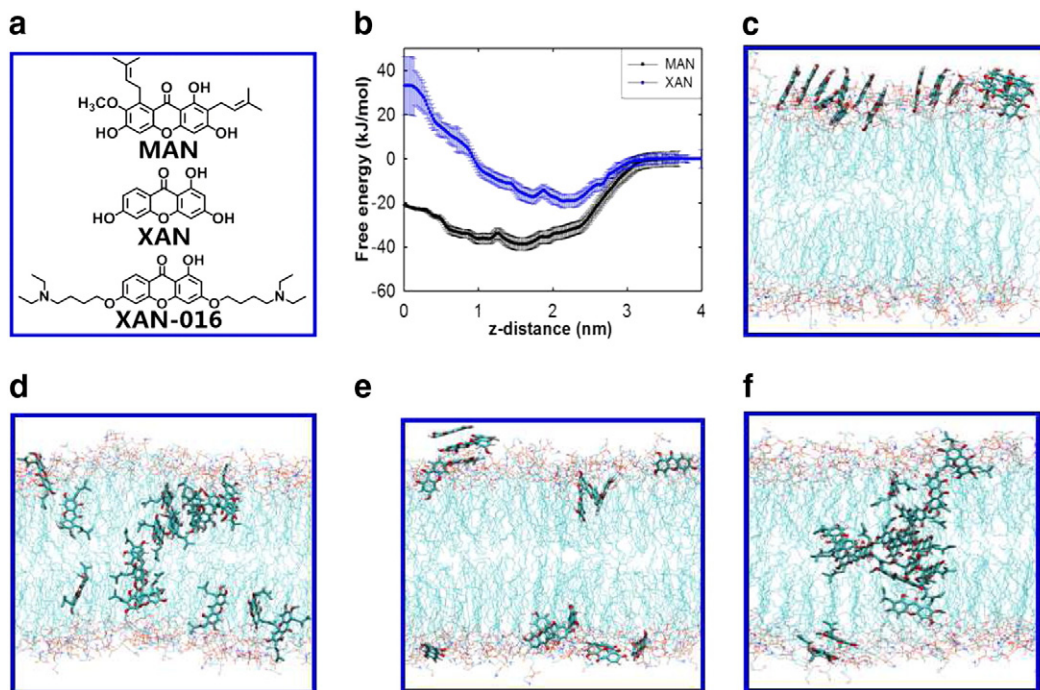 a
O
OH
H3CO
HO
O
OH
MAN
O
OH
HO
O
OH
XAN
O
OH
N
O
O
O
N
XAN-016
b
Free energy (kJ/mol)
40
20
0
-20
-40
-60
0
1
2
3
4
z-distance (nm)
MAN
XAN
c
d
e
f